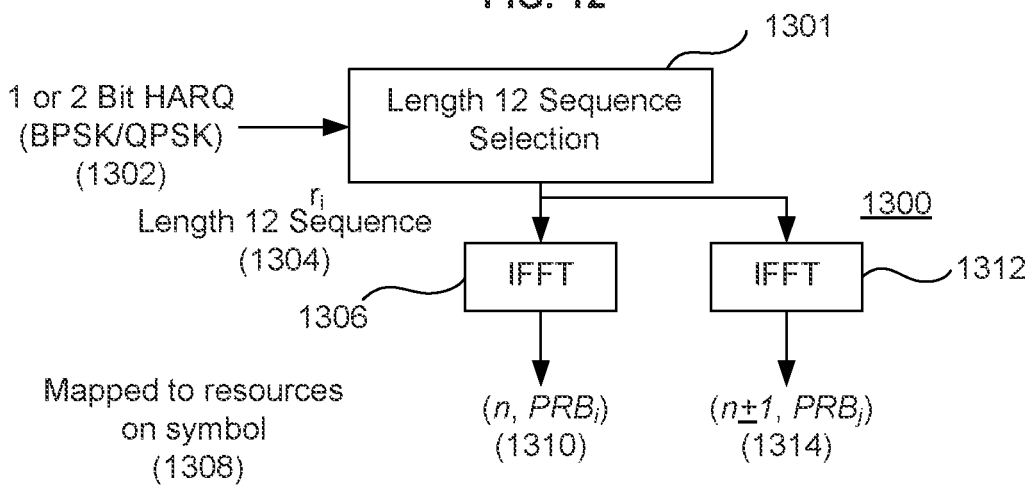 FIG. 12
1301
1 or 2 Bit HARQ
(BPSK/QPSK)
(1302)
Length 12 Sequence
Selection
r_i
Length 12 Sequence
(1304)
1300
IFFT
IFFT
1306
1312
Mapped to resources
on symbol
(1308)
(n, PRB_i)
(1310)
(n±1, PRB_j)
(1314)